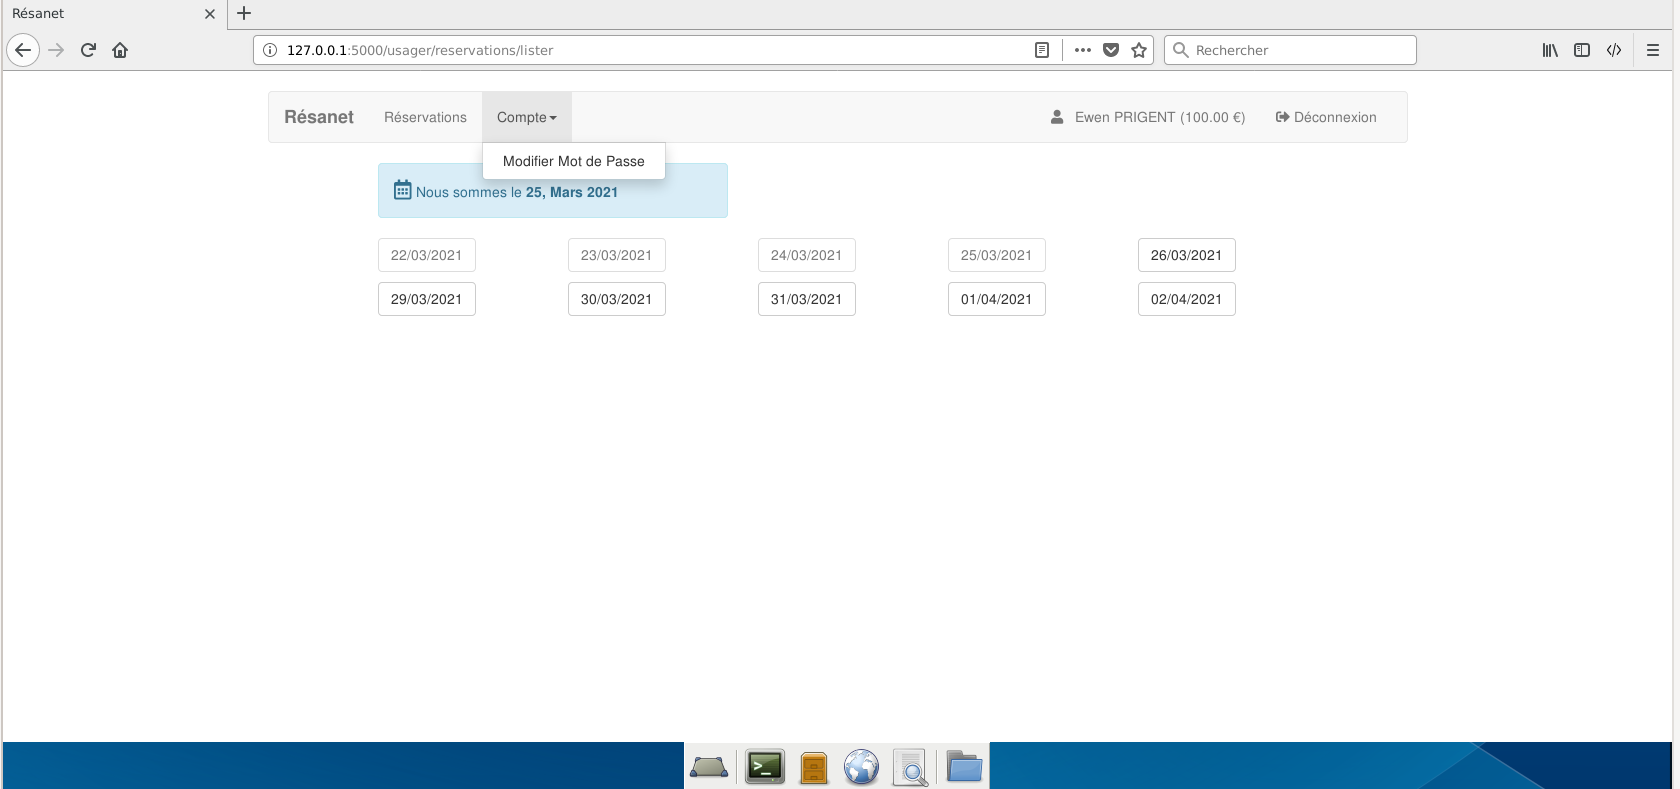 Résanet
127.0.0.1:5000/usager/reservations/lister
Rechercher
Résanet Réservations Compte Ewen PRIGENT (100.00 €) Déconnexion
Modifier Mot de Passe
Nous sommes le 25, Mars 2021
22/03/2021 23/03/2021 24/03/2021 25/03/2021 26/03/2021
29/03/2021 30/03/2021 31/03/2021 01/04/2021 02/04/2021